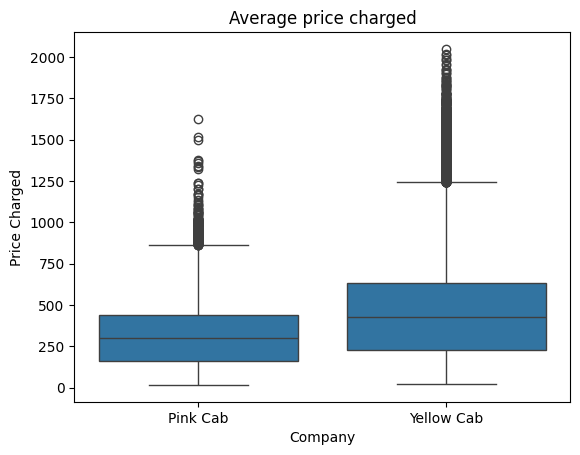 Average price charged
2000
1750
1500
1250
1000
750
500
250
0
Price Charged
Pink Cab
Yellow Cab
Company